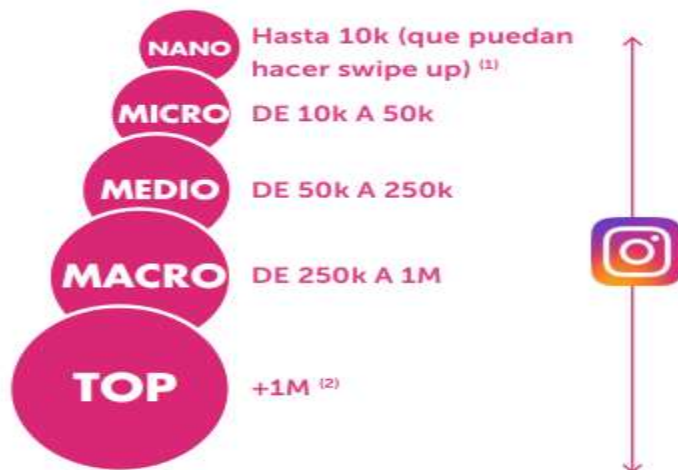 NANO
Hasta 10k (que puedan
hacer swipe up) (1)
MICRO
DE 10k A 50k
MEDIO
DE 50k A 250k
MACRO
DE 250k A 1M
TOP
+1M (2)